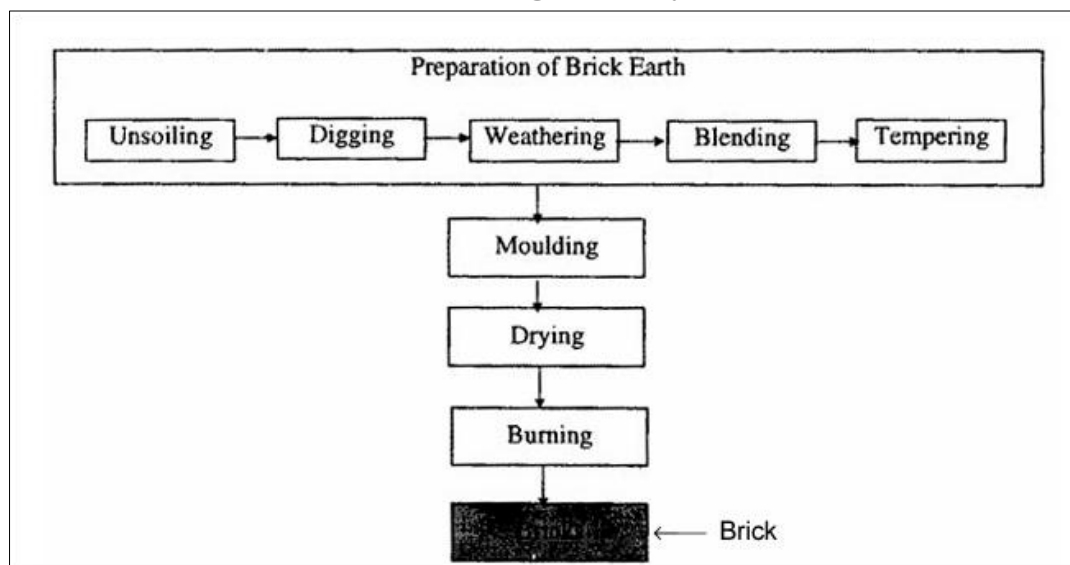 Preparation of Brick Earth
Unsoiling Digging Weathering Blending Tempering
Moulding
Drying
Burning
Brick